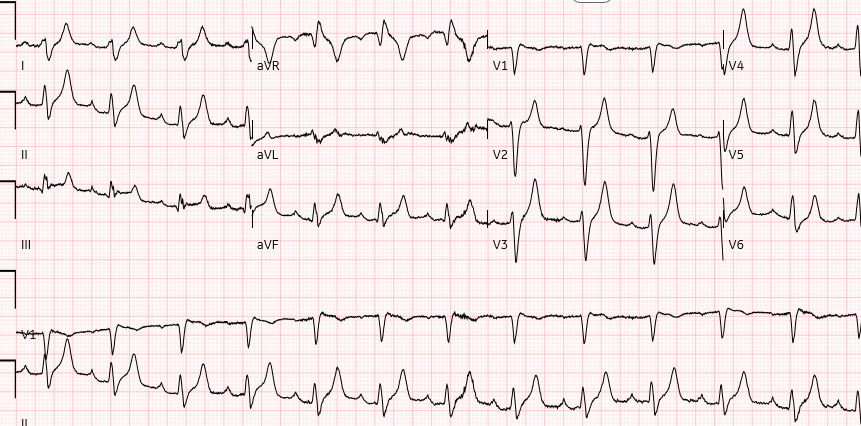 I aVR V1 V4
II aVL V2 V5
III aVF V3 V6
V1
II